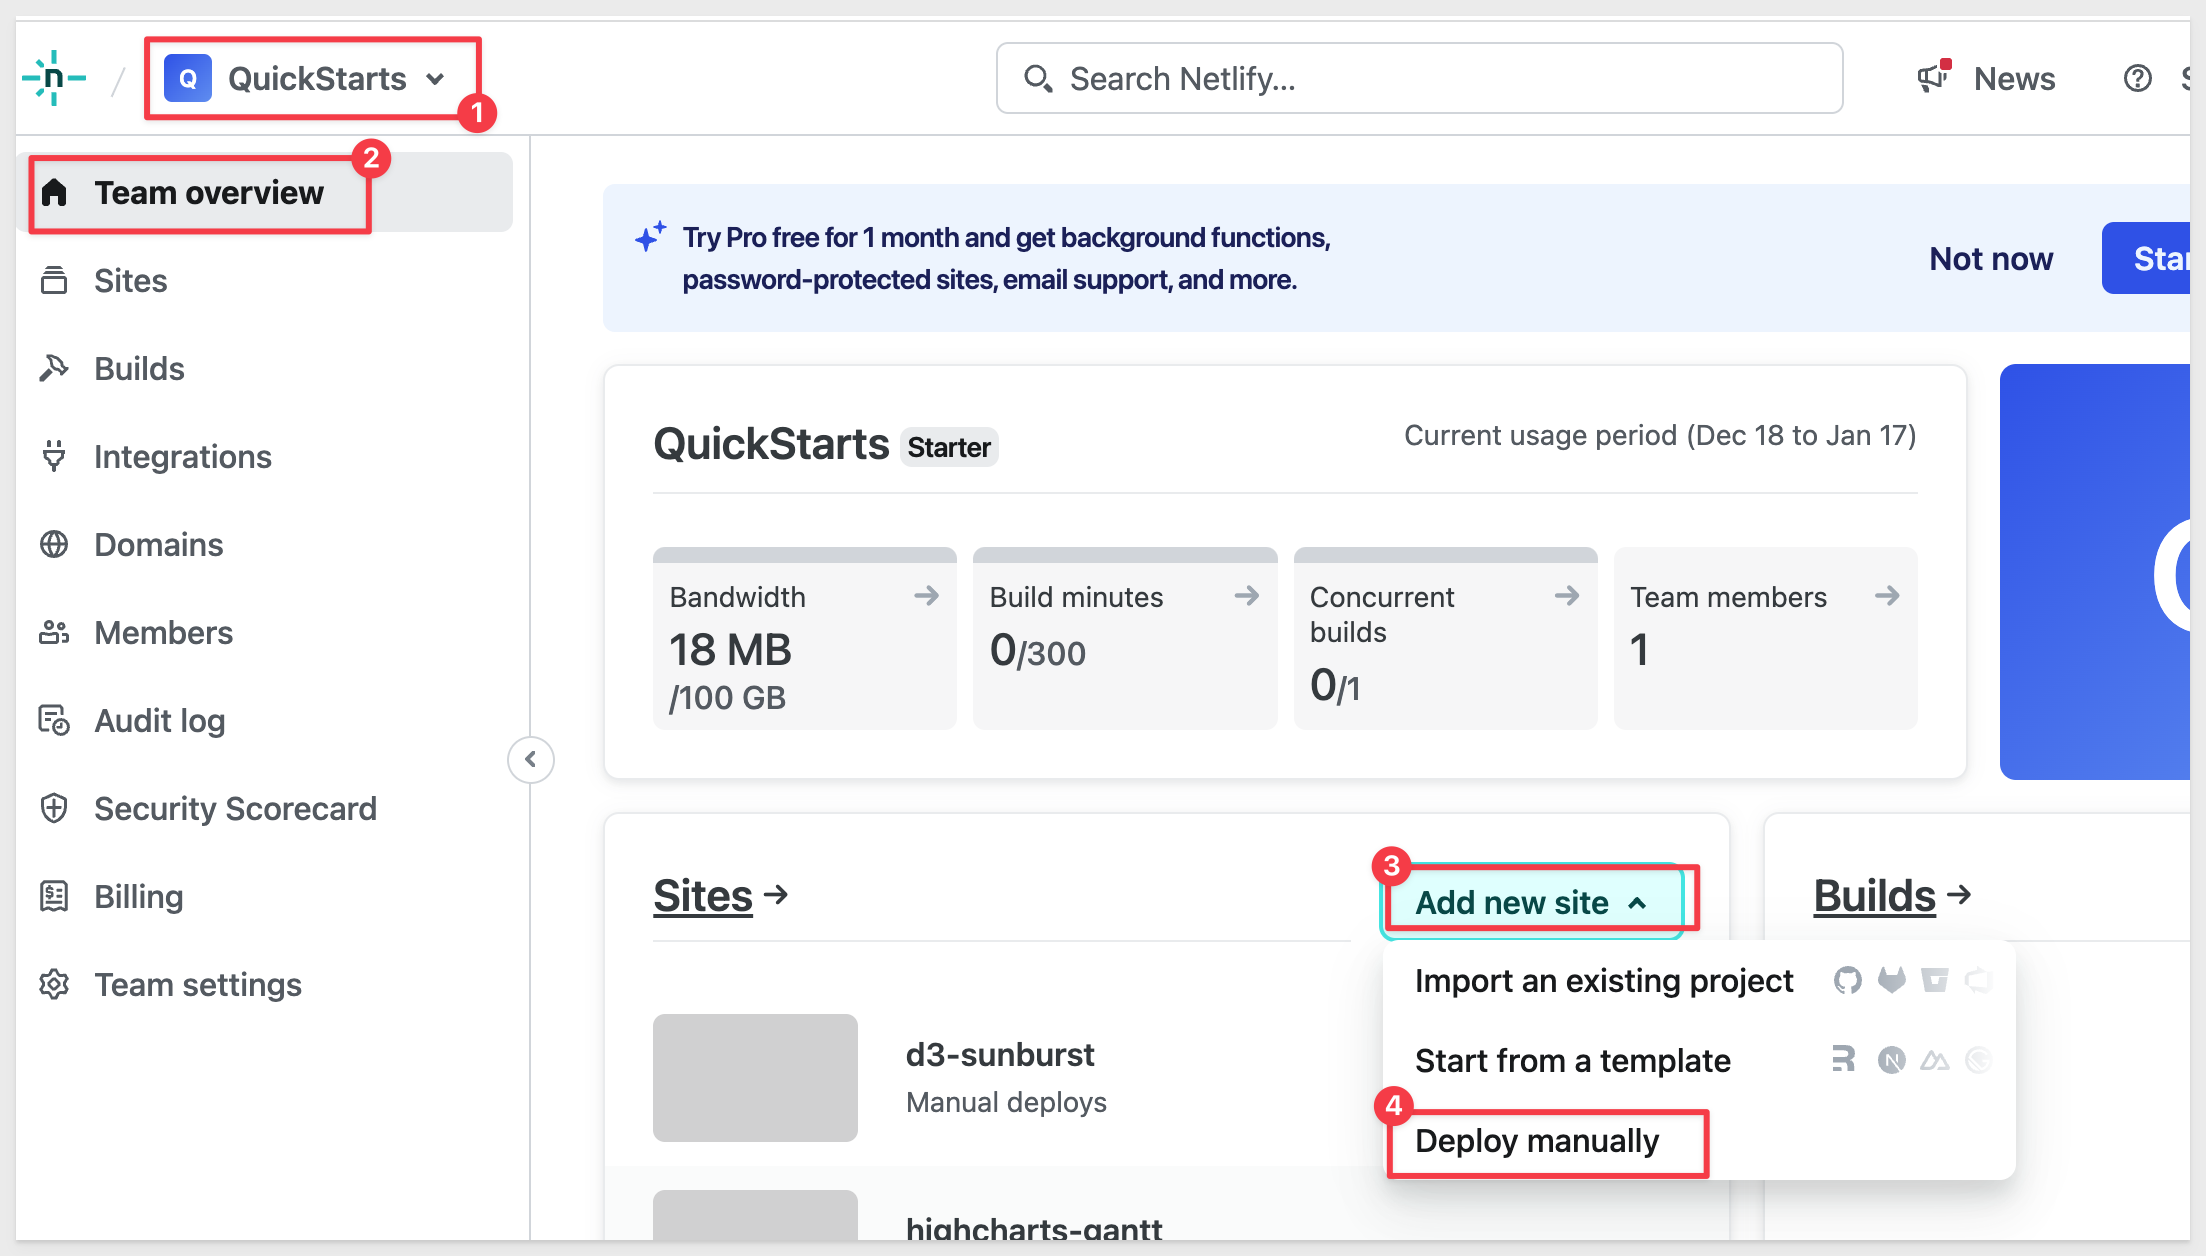 n / Q QuickStarts
1
Search Netlify...
News
2
Team overview
Sites
Builds
Integrations
Domains
Members
Audit log
Security Scorecard
Billing
Team settings
Try Pro free for 1 month and get background functions,
password-protected sites, email support, and more.
Not now
QuickStarts Starter
Current usage period (Dec 18 to Jan 17)
Bandwidth
18 MB
/100 GB
Build minutes
0/300
Concurrent
builds
0/1
Team members
1
Sites
3
Add new site
Import an existing project
Start from a template
4
Deploy manually
d3-sunburst
Manual deploys
highcharts-gantt
Builds